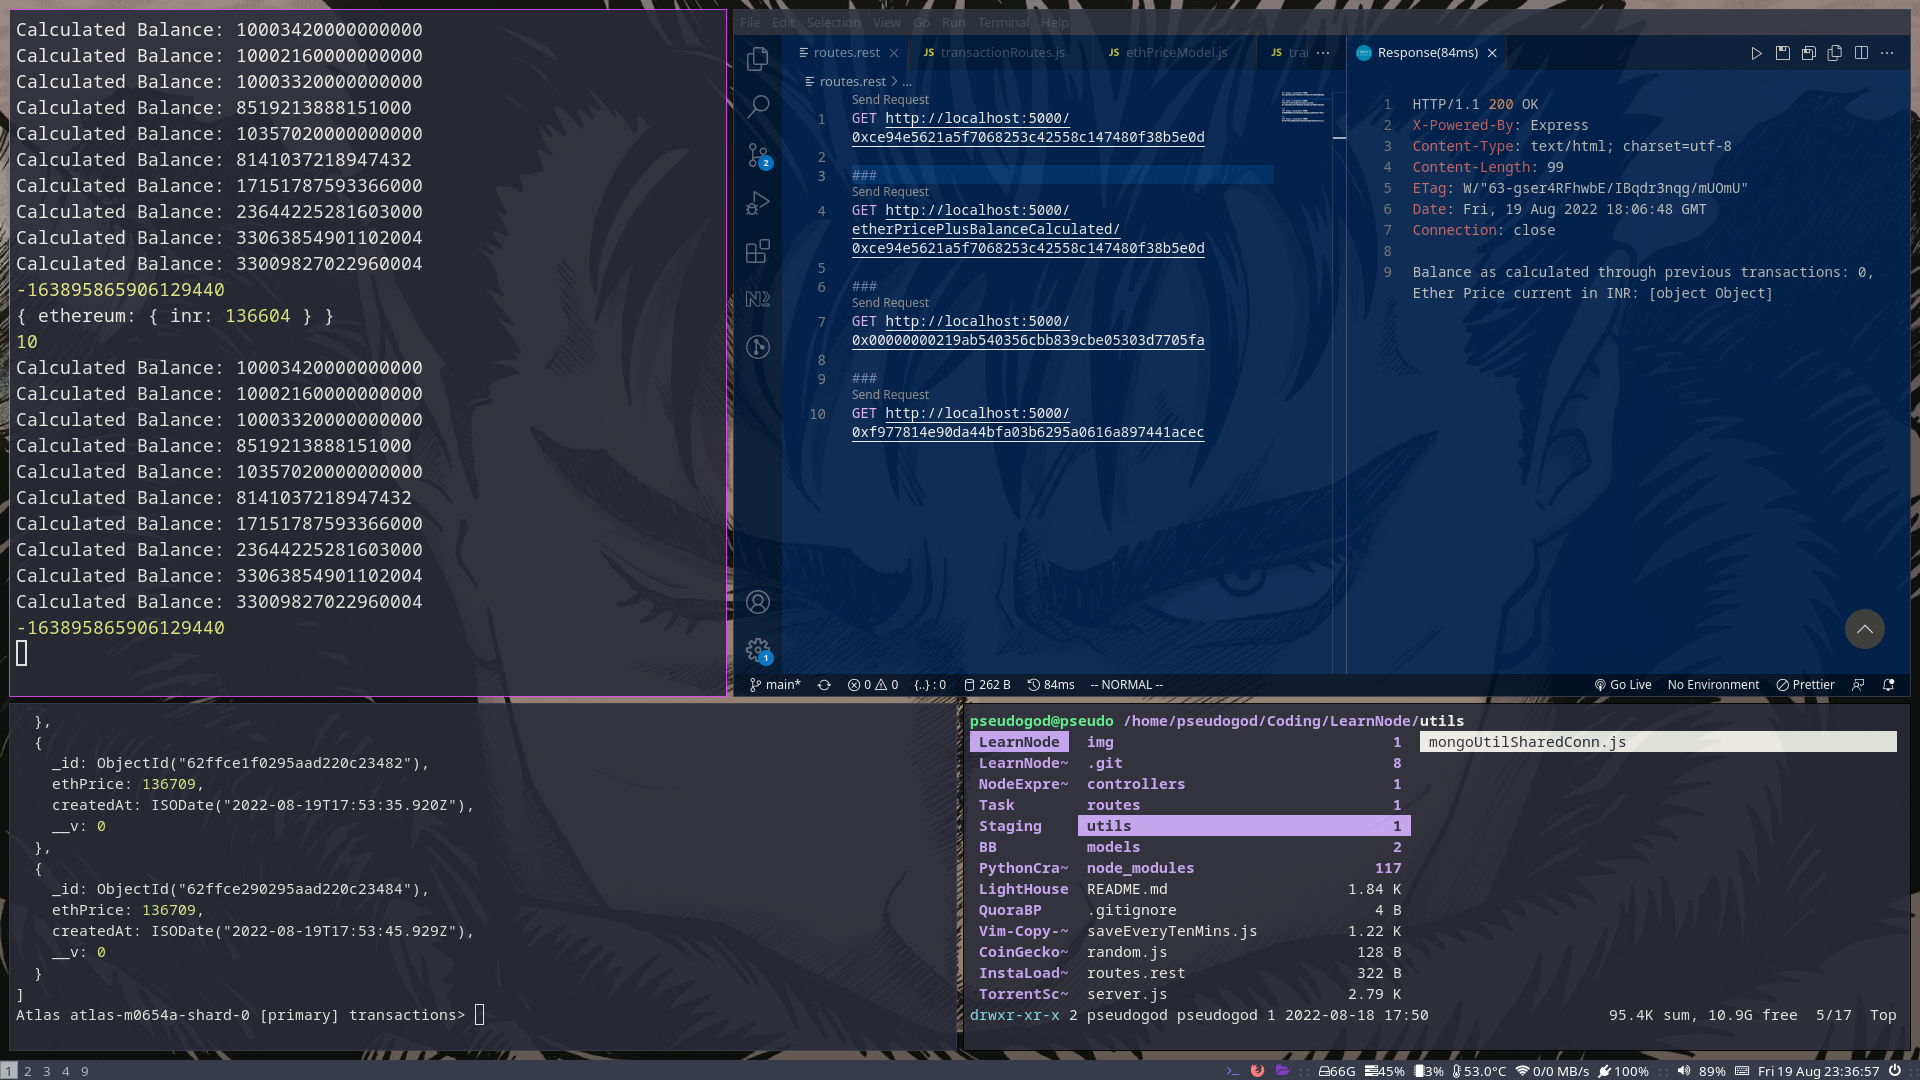 Calculated Balance: 10003420000000000
Calculated Balance: 10002160000000000
Calculated Balance: 10003320000000000
Calculated Balance: 8519213888151000
Calculated Balance: 10357020000000000
Calculated Balance: 8141037218947432
Calculated Balance: 17151787593366000
Calculated Balance: 23644225281603000
Calculated Balance: 33063854901102004
Calculated Balance: 33009827022960004
-163895865906129440
{ ethereum: { inr: 136604 } }
10
Calculated Balance: 10003420000000000
Calculated Balance: 10002160000000000
Calculated Balance: 10003320000000000
Calculated Balance: 8519213888151000
Calculated Balance: 10357020000000000
Calculated Balance: 8141037218947432
Calculated Balance: 17151787593366000
Calculated Balance: 23644225281603000
Calculated Balance: 33063854901102004
Calculated Balance: 33009827022960004
-163895865906129440
File Edit Selection View Go Run Terminal Help
routes.rest JS transactionRoutes.js JS ethPriceModel.js JS tra ···
routes.rest > ...
Send Request
1 GET http://localhost:5000/
0xce94e5621a5f7068253c42558c147480f38b5e0d
2
3 ###
Send Request
4 GET http://localhost:5000/
etherPricePlusBalanceCalculated/
0xce94e5621a5f7068253c42558c147480f38b5e0d
5
6 ###
Send Request
7 GET http://localhost:5000/
0x00000000219ab540356cbb839cbe05303d7705fa
8
9 ###
Send Request
10 GET http://localhost:5000/
0xf977814e90da44bfa03b6295a0616a897441acec
2
1
Response(84ms)
1 HTTP/1.1 200 OK
2 X-Powered-By: Express
3 Content-Type: text/html; charset=utf-8
4 Content-Length: 99
5 ETag: W/"63-gser4RFhwbE/IBqdr3nqg/mUOmU"
6 Date: Fri, 19 Aug 2022 18:06:48 GMT
7 Connection: close
8
9 Balance as calculated through previous transactions: 0,
Ether Price current in INR: [object Object]
main* 0 0 {..} : 0 262 B 84ms -- NORMAL -- Go Live No Environment Prettier
},
{
_id: ObjectId("62ffce1f0295aad220c23482"),
ethPrice: 136709,
createdAt: ISODate("2022-08-19T17:53:35.920Z"),
__v: 0
},
{
_id: ObjectId("62ffce290295aad220c23484"),
ethPrice: 136709,
createdAt: ISODate("2022-08-19T17:53:45.929Z"),
__v: 0
}
]
Atlas atlas-m0654a-shard-0 [primary] transactions>
pseudogod@pseudo /home/pseudogod/Coding/LearnNode/utils
LearnNode img 1 mongoUtilSharedConn.js
LearnNode~ .git 8
NodeExpre~ controllers 1
Task routes 1
Staging utils 1
BB models 2
PythonCra~ node_modules 117
LightHouse README.md 1.84 K
QuoraBP .gitignore 4 B
Vim-Copy-~ saveEveryTenMins.js 1.22 K
CoinGecko~ random.js 128 B
InstaLoad~ routes.rest 322 B
TorrentSc~ server.js 2.79 K
drwxr-xr-x 2 pseudogod pseudogod 1 2022-08-18 17:50 95.4K sum, 10.9G free 5/17 Top
1 2 3 4 9 66G 45% 3% 53.0°C 0/0 MB/s 100% 89% Fri 19 Aug 23:36:57